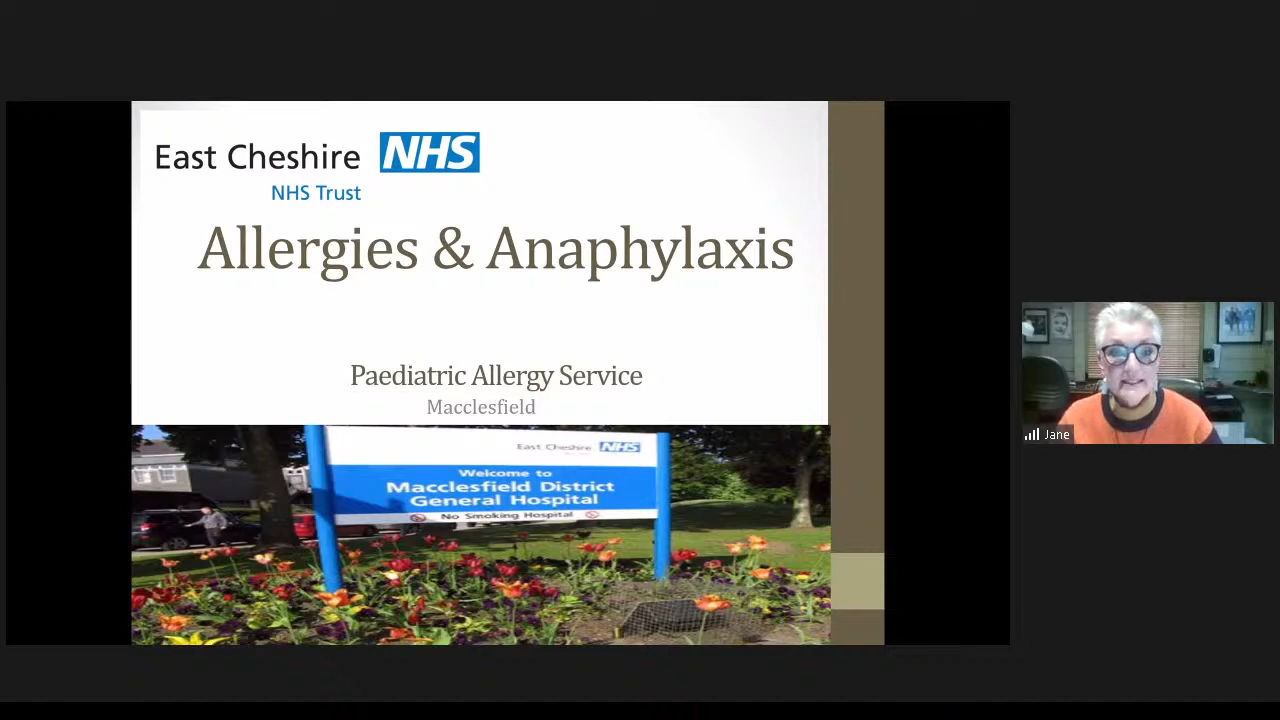 East Cheshire NHS
NHS Trust
Allergies & Anaphylaxis
Paediatric Allergy Service
Macclesfield
East Cheshire NHS
Welcome to
Macclesfield District
General Hospital
No Smoking Hospital
Jane